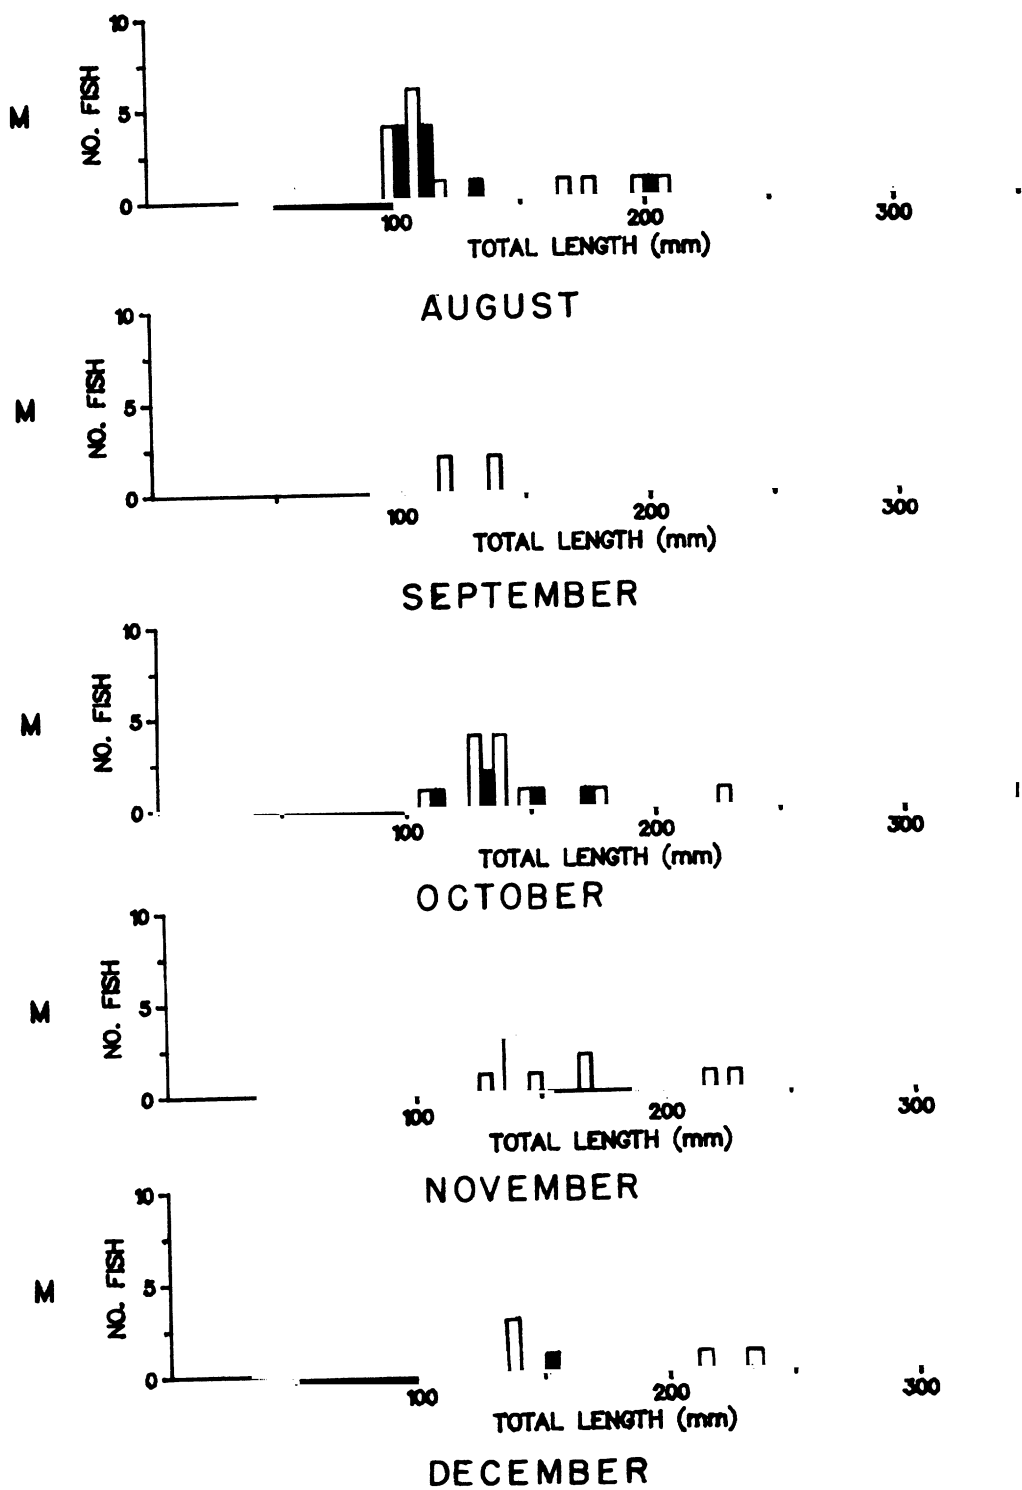 10
M
NO. FISH
5
0
100
200
300
TOTAL LENGTH (mm)
AUGUST
10
M
NO. FISH
5
0
100
200
300
TOTAL LENGTH (mm)
SEPTEMBER
10
M
NO. FISH
5
0
100
200
300
TOTAL LENGTH (mm)
OCTOBER
10
M
NO. FISH
5
0
100
200
300
TOTAL LENGTH (mm)
NOVEMBER
10
M
NO. FISH
5
0
100
200
300
TOTAL LENGTH (mm)
DECEMBER